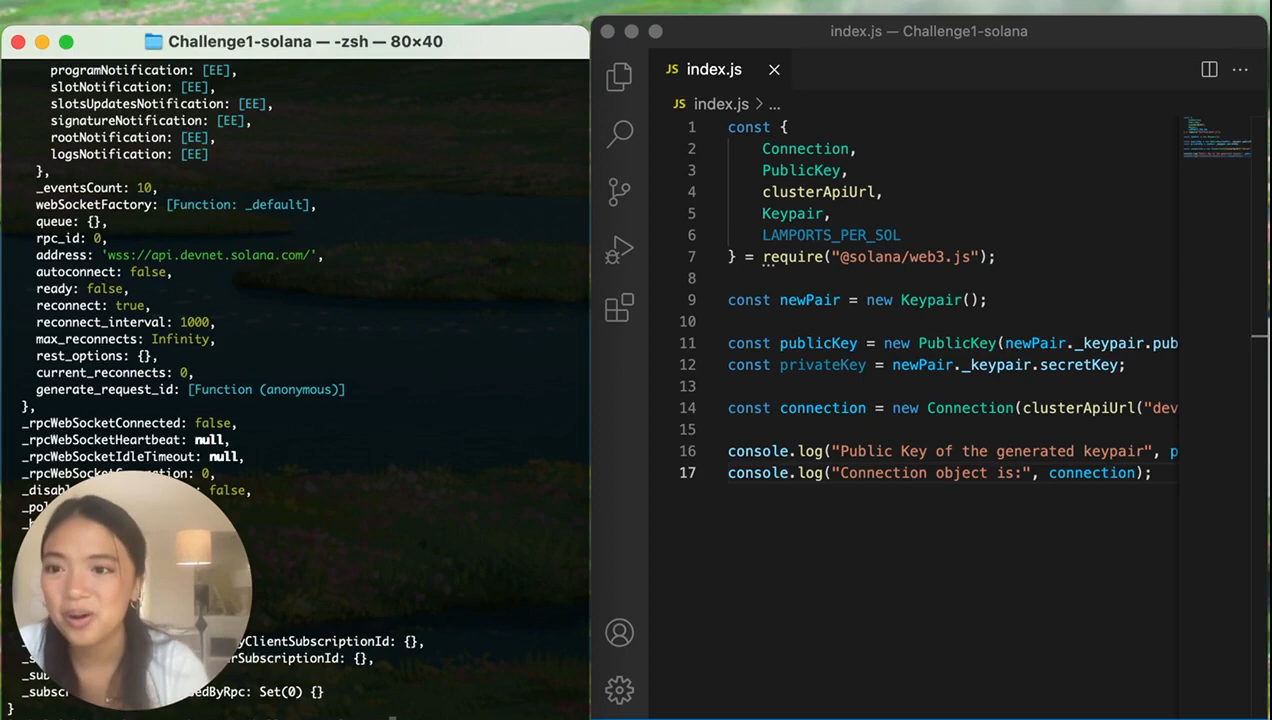 Challenge1-solana — -zsh — 80×40
programNotification: [EE],
slotNotification: [EE],
slotsUpdatesNotification: [EE],
signatureNotification: [EE],
rootNotification: [EE],
logsNotification: [EE]
},
_eventsCount: 10,
webSocketFactory: [Function: _default],
queue: {},
rpc_id: 0,
address: 'wss://api.devnet.solana.com/',
autoconnect: false,
ready: false,
reconnect: true,
reconnect_interval: 1000,
max_reconnects: Infinity,
rest_options: {},
current_reconnects: 0,
generate_request_id: [Function (anonymous)]
},
_rpcWebSocketConnected: false,
_rpcWebSocketHeartbeat: null,
_rpcWebSocketIdleTimeout: null,
: 0,
false,
yClientSubscriptionId: {},
rSubscriptionId: {},
edByRpc: Set(0) {}
}
index.js — Challenge1-solana
JS index.js
JS index.js > ...
1 const {
2 Connection,
3 PublicKey,
4 clusterApiUrl,
5 Keypair,
6 LAMPORTS_PER_SOL
7 } = require("@solana/web3.js");
8
9 const newPair = new Keypair();
10
11 const publicKey = new PublicKey(newPair._keypair.pub
12 const privateKey = newPair._keypair.secretKey;
13
14 const connection = new Connection(clusterApiUrl("dev
15
16 console.log("Public Key of the generated keypair", p
17 console.log("Connection object is:", connection);